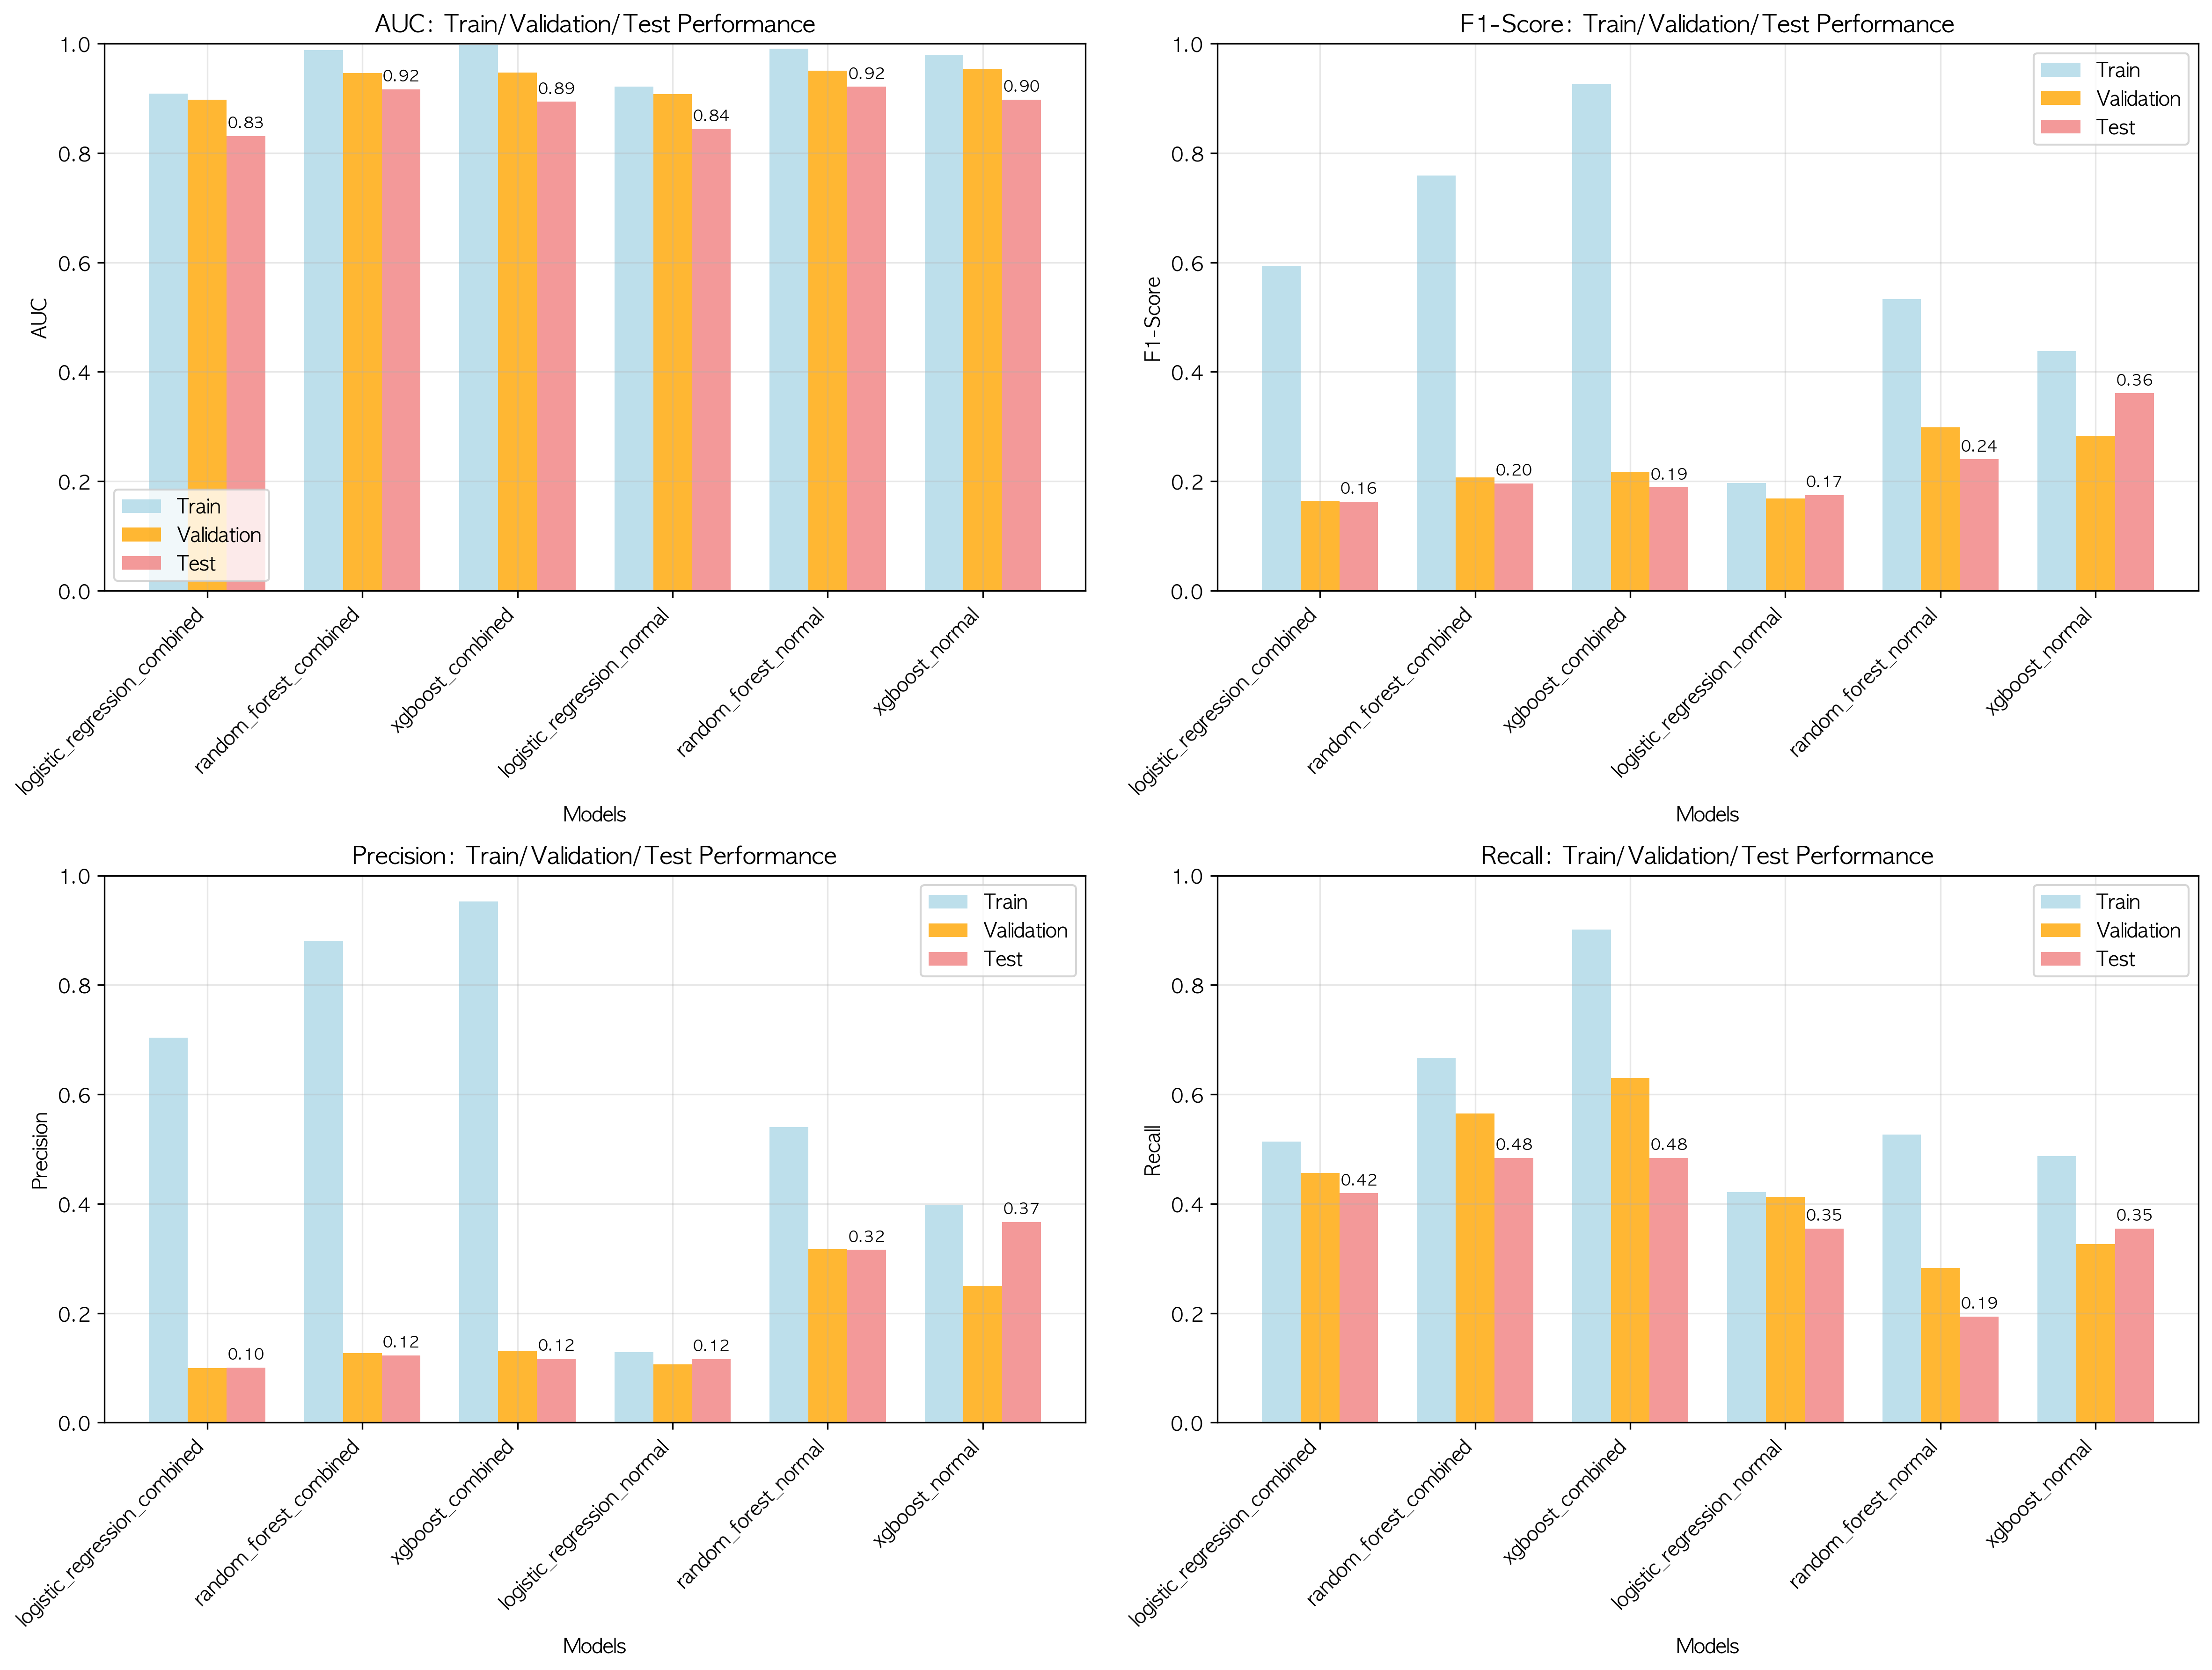 AUC: Train/Validation/Test Performance
1.0
0.8
0.6
0.4
0.2
0.0
AUC
0.83
0.92
0.89
0.84
0.92
0.90
Train
Validation
Test
logistic_regression_combined
random_forest_combined
xgboost_combined
logistic_regression_normal
random_forest_normal
xgboost_normal
Models
F1-Score: Train/Validation/Test Performance
1.0
0.8
0.6
0.4
0.2
0.0
F1-Score
Train
Validation
Test
0.16
0.20
0.19
0.17
0.24
0.36
logistic_regression_combined
random_forest_combined
xgboost_combined
logistic_regression_normal
random_forest_normal
xgboost_normal
Models
Precision: Train/Validation/Test Performance
1.0
0.8
0.6
0.4
0.2
0.0
Precision
Train
Validation
Test
0.10
0.12
0.12
0.12
0.32
0.37
logistic_regression_combined
random_forest_combined
xgboost_combined
logistic_regression_normal
random_forest_normal
xgboost_normal
Models
Recall: Train/Validation/Test Performance
1.0
0.8
0.6
0.4
0.2
0.0
Recall
Train
Validation
Test
0.42
0.48
0.48
0.35
0.19
0.35
logistic_regression_combined
random_forest_combined
xgboost_combined
logistic_regression_normal
random_forest_normal
xgboost_normal
Models